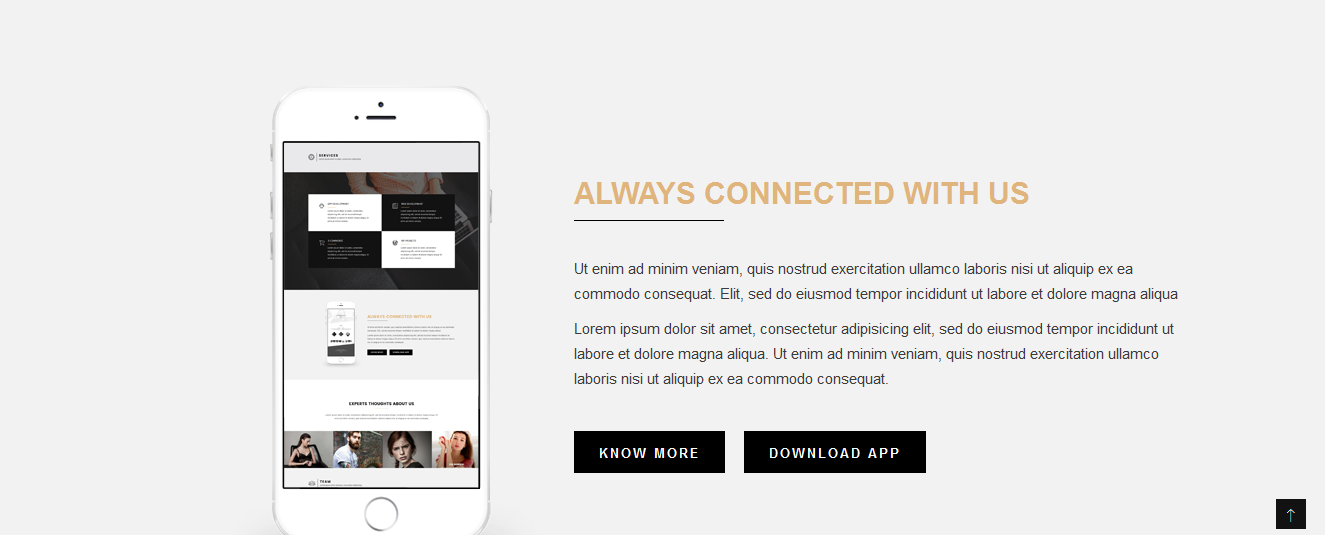 SERVICES
ALWAYS CONNECTED WITH US
EXPERTS THOUGHTS ABOUT US
TEAM
ALWAYS CONNECTED WITH US
Ut enim ad minim veniam, quis nostrud exercitation ullamco laboris nisi ut aliquip ex ea
commodo consequat. Elit, sed do eiusmod tempor incididunt ut labore et dolore magna aliqua
Lorem ipsum dolor sit amet, consectetur adipisicing elit, sed do eiusmod tempor incididunt ut
labore et dolore magna aliqua. Ut enim ad minim veniam, quis nostrud exercitation ullamco
laboris nisi ut aliquip ex ea commodo consequat.
KNOW MORE
DOWNLOAD APP